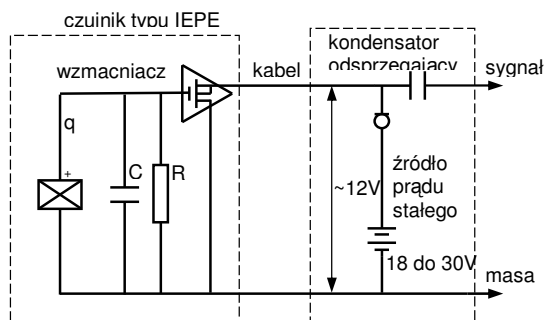 czujnik typu IEPE
kondensator
odsprzęgający
wzmacniacz
kabel
sygnał
q
+
C
R
~12V
źródło
prądu
stałego
18 do 30V
masa